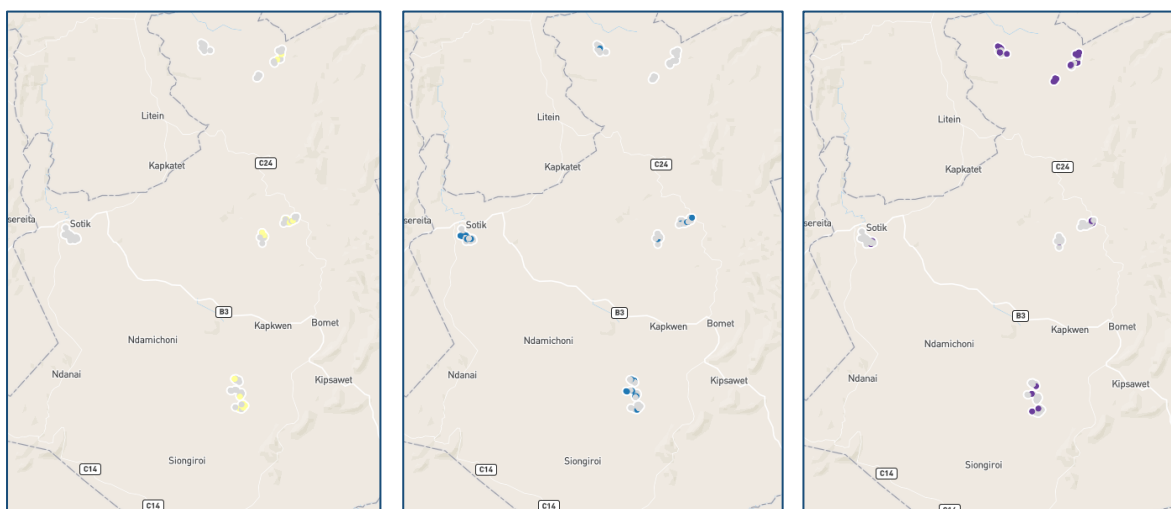 Litein
Kapkatet
C24
sereita
Sotik
B3
Kapkwen
Bomet
Ndamichoni
Ndanai
Kipsawet
Siongiroi
C14
C14
Litein
Kapkatet
C24
sereita
Sotik
B3
Kapkwen
Bomet
Ndamichoni
Ndanai
Kipsawet
Siongiroi
C14
C14
Litein
Kapkatet
C24
sereita
Sotik
B3
Kapkwen
Bomet
Ndamichoni
Ndanai
Kipsawet
Siongiroi
C14
C14